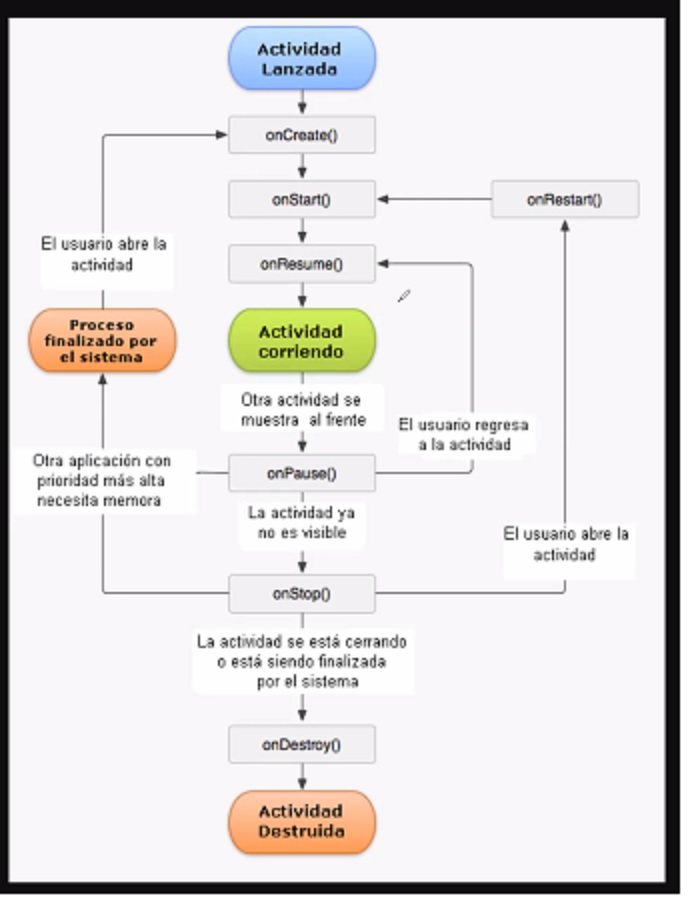 Actividad
Lanzada
onCreate()
onStart()
onRestart()
El usuario abre la
actividad
onResume()
Proceso
finalizado por
el sistema
Actividad
corriendo
Otra actividad se
muestra al frente
El usuario regresa
a la actividad
Otra aplicación con
prioridad más alta
necesita memora
onPause()
La actividad ya
no es visible
El usuario abre la
actividad
onStop()
La actividad se está cerrando
o está siendo finalizada
por el sistema
onDestroy()
Actividad
Destruida